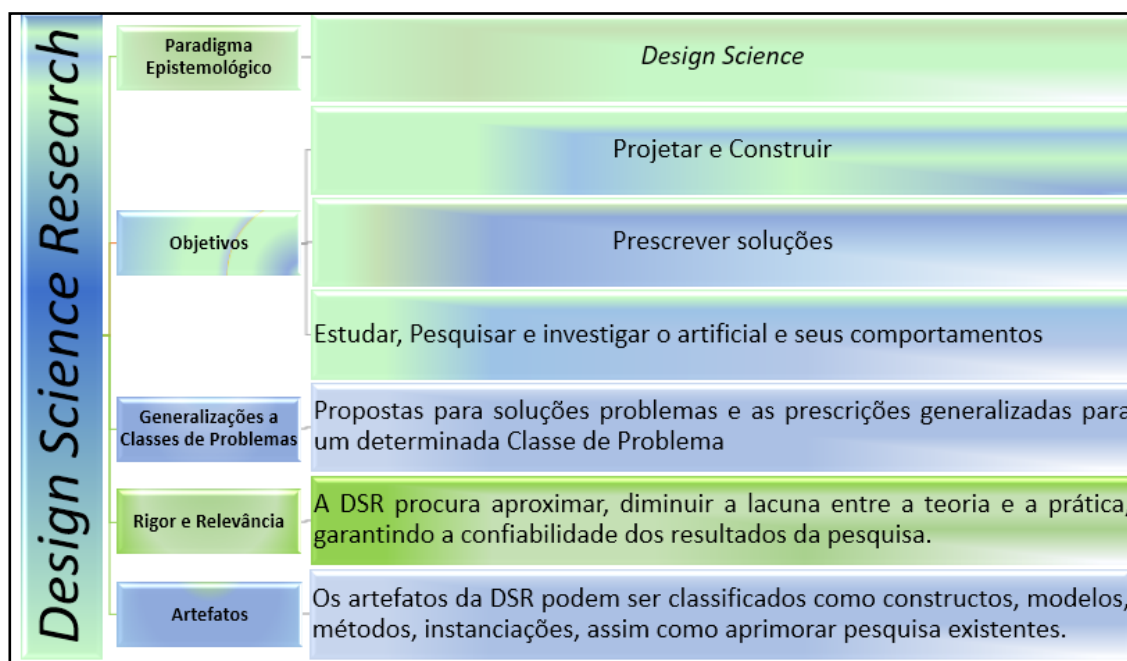 Design Science Research
Paradigma
Epistemológico
Design Science
Objetivos
Projetar e Construir
Prescrever soluções
Estudar, Pesquisar e investigar o artificial e seus comportamentos
Generalizações a
Classes de Problemas
Propostas para soluções problemas e as prescrições generalizadas para
um determinada Classe de Problema
Rigor e Relevância
A DSR procura aproximar, diminuir a lacuna entre a teoria e a prática,
garantindo a confiabilidade dos resultados da pesquisa.
Artefatos
Os artefatos da DSR podem ser classificados como constructos, modelos,
métodos, instanciações, assim como aprimorar pesquisa existentes.